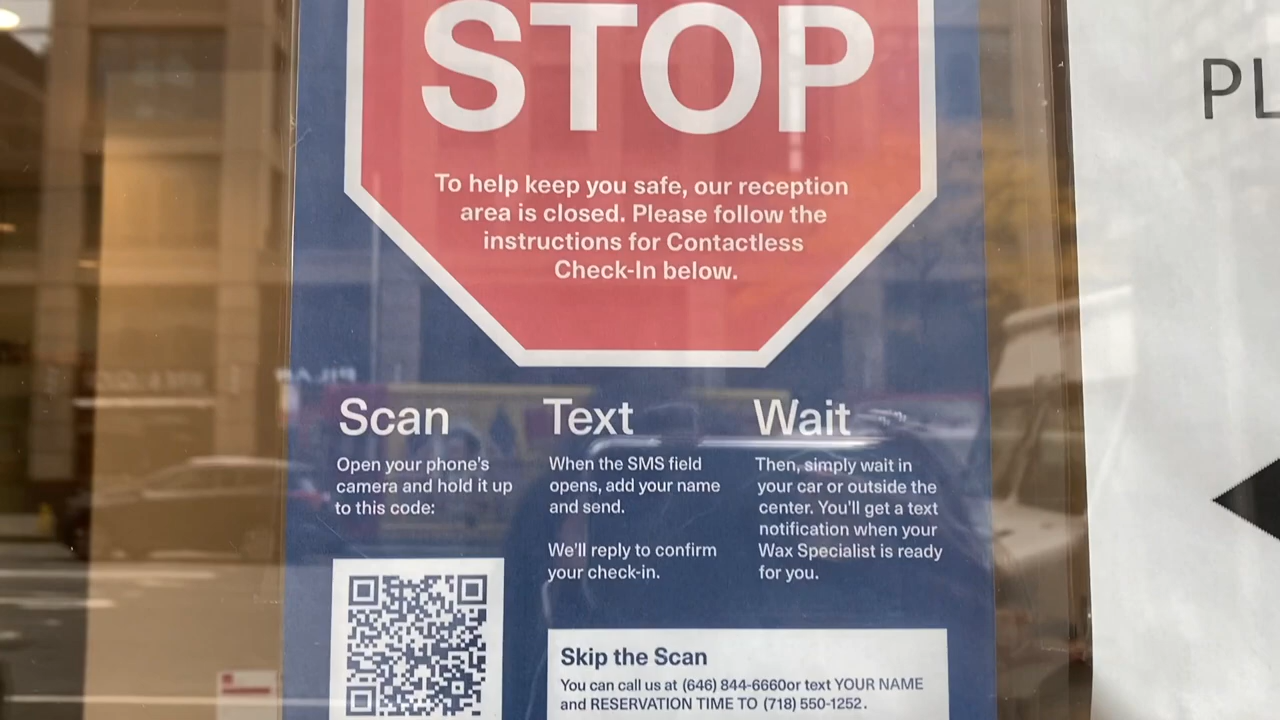 STOP
To help keep you safe, our reception
area is closed. Please follow the
instructions for Contactless
Check-In below.
Scan
Open your phone's
camera and hold it up
to this code:
Text
When the SMS field
opens, add your name
and send.
We'll reply to confirm
your check-in.
Wait
Then, simply wait in
your car or outside the
center. You'll get a text
notification when your
Wax Specialist is ready
for you.
Skip the Scan
You can call us at (646) 844-6660or text YOUR NAME
and RESERVATION TIME TO (718) 550-1252.
PL